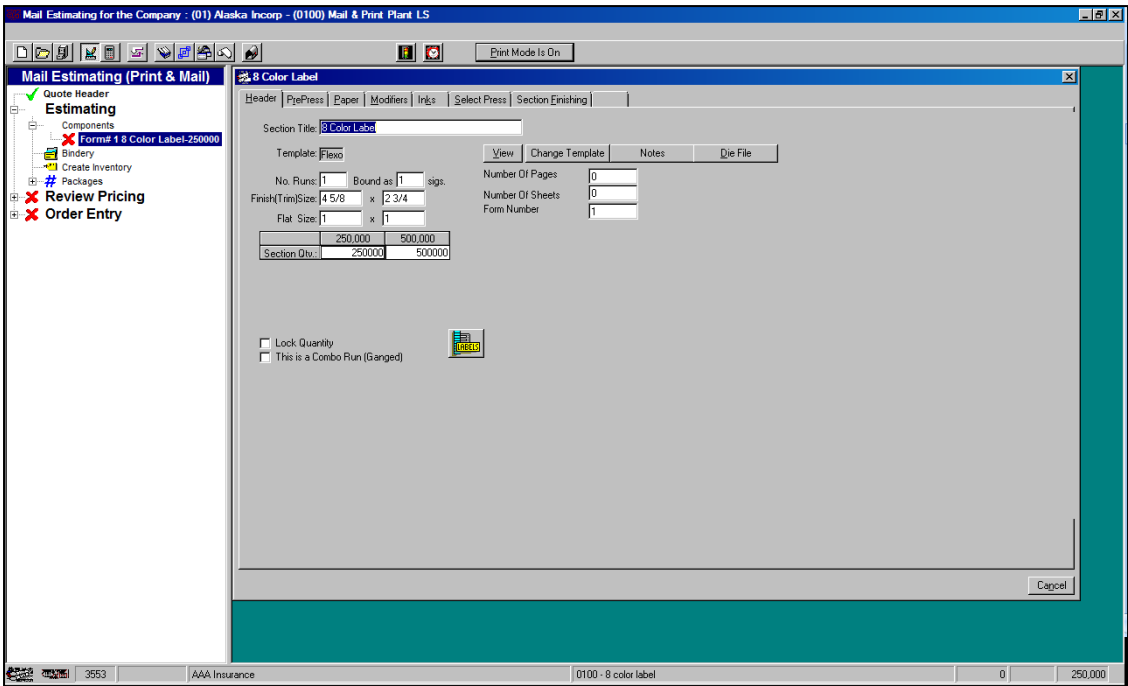 Mail Estimating for the Company : (01) Alaska Incorp - (0100) Mail & Print Plant LS
Print Mode Is On
Mail Estimating (Print & Mail)
Quote Header
Estimating
Components
Form# 1 8 Color Label-250000
Bindery
Create Inventory
Packages
Review Pricing
Order Entry
8 Color Label
Header PrePress Paper Modifiers Inks Select Press Section Finishing
Section Title: 8 Color Label
Template: Flexo View Change Template Notes Die File
No. Runs: 1 Bound as 1 sigs. Number Of Pages 0
Finish(Trim)Size: 4 5/8 x 2 3/4 Number Of Sheets 0
Flat Size: 1 x 1 Form Number 1
250,000 500,000
Section Qty.: 250000 500000
Lock Quantity
This is a Combo Run (Ganged)
LABELS
Cancel
3553 AAA Insurance 0100 - 8 color label 0 250,000